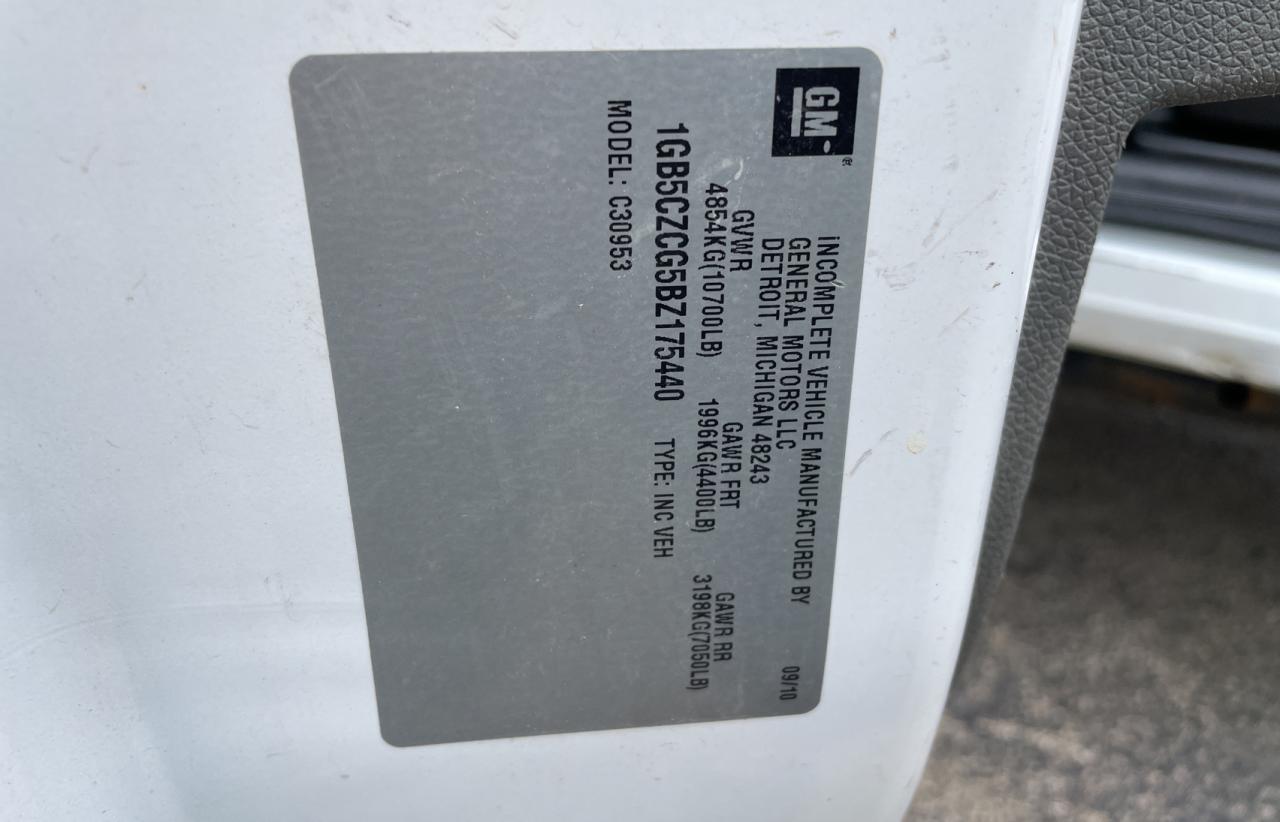 GM ®
INCOMPLETE VEHICLE MANUFACTURED BY
GENERAL MOTORS LLC
DETROIT, MICHIGAN 48243
09/10
GVWR GAWR FRT GAWR RR
4854KG(10700LB) 1996KG(4400LB) 3198KG(7050LB)
1GB5CZCG5BZ175440 TYPE: INC VEH
MODEL: C30953